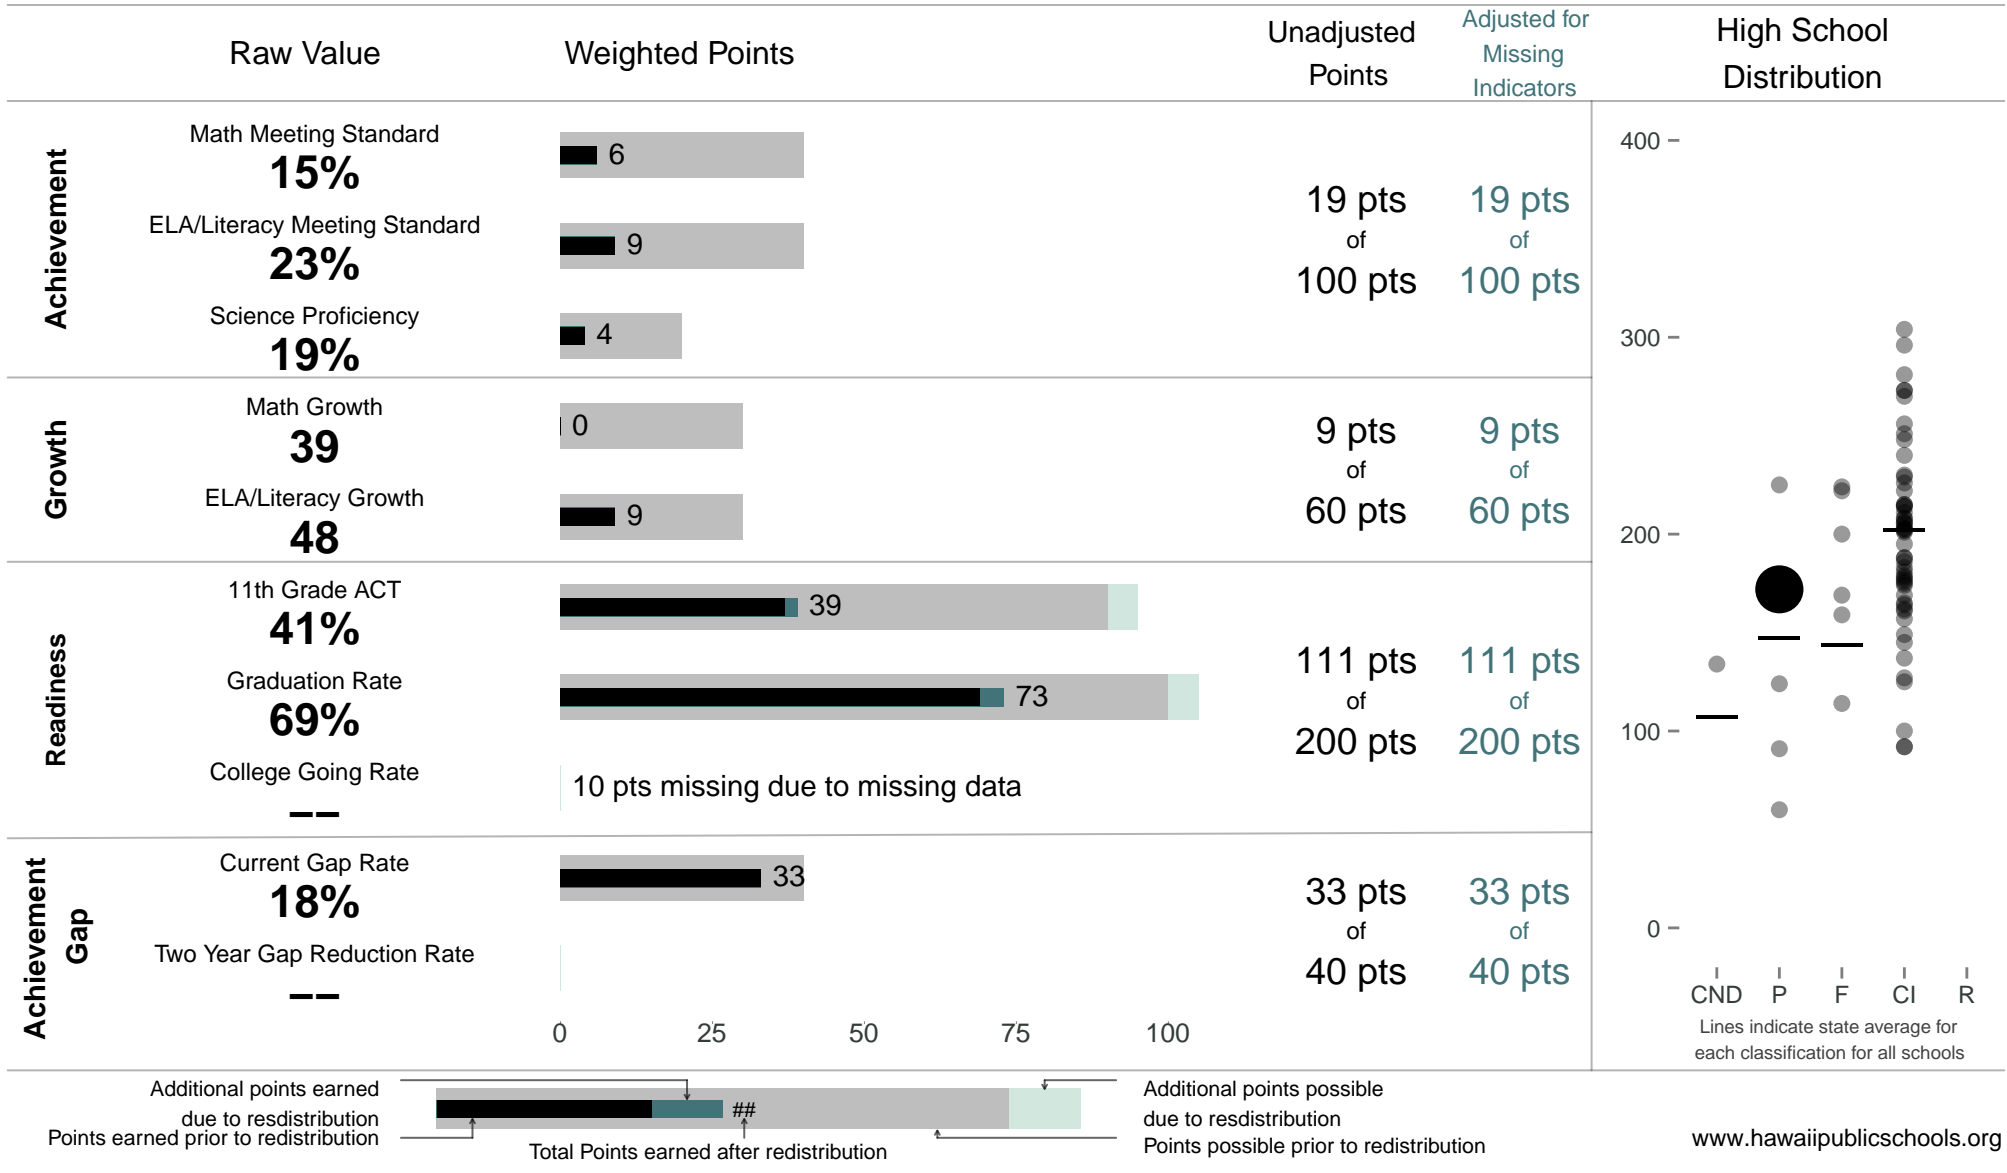 Raw Value
Weighted Points
Unadjusted
Points
Adjusted for
Missing
Indicators
High School
Distribution
Achievement
Math Meeting Standard
15%
6
ELA/Literacy Meeting Standard
23%
9
Science Proficiency
19%
4
19 pts
of
100 pts
19 pts
of
100 pts
Growth
Math Growth
39
0
ELA/Literacy Growth
48
9
9 pts
of
60 pts
9 pts
of
60 pts
Readiness
11th Grade ACT
41%
39
Graduation Rate
69%
73
College Going Rate
−−
10 pts missing due to missing data
111 pts
of
200 pts
111 pts
of
200 pts
Achievement
Gap
Current Gap Rate
18%
33
Two Year Gap Reduction Rate
−−
33 pts
of
40 pts
33 pts
of
40 pts
0 25 50 75 100
400
300
200
100
0
CND P F CI R
Lines indicate state average for
each classification for all schools
Additional points earned
due to resdistribution
Points earned prior to redistribution
##
Total Points earned after redistribution
Additional points possible
due to resdistribution
Points possible prior to redistribution
www.hawaiipublicschools.org